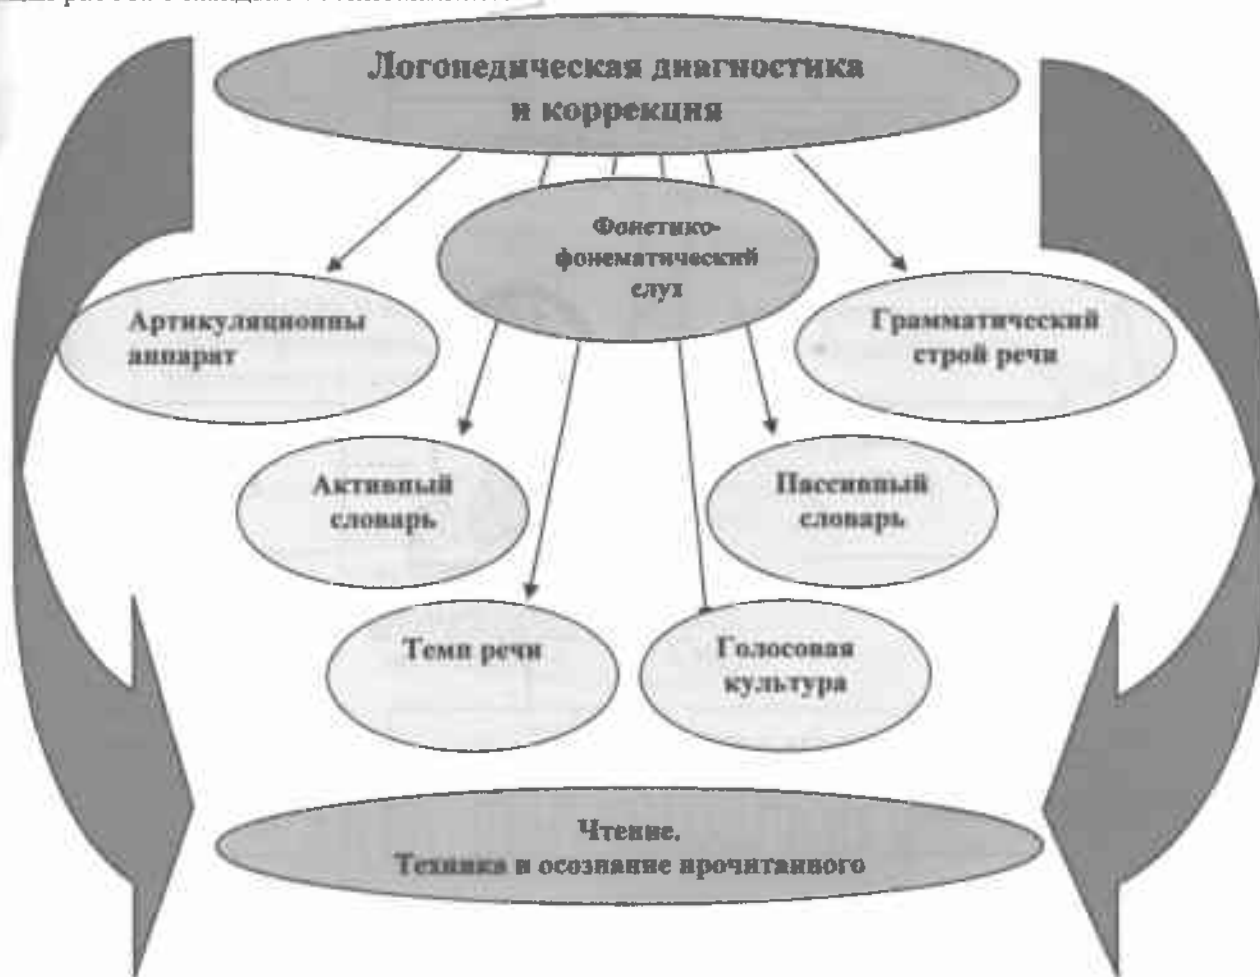 Логопедическая диагностика
и коррекция
Фонетико-
фонематический
слух
Артикуляционны
аппарат
Грамматический
строй речи
Активный
словарь
Пассивный
словарь
Темп речи
Голосовая
культура
Чтение.
Техника и осознание прочитанного